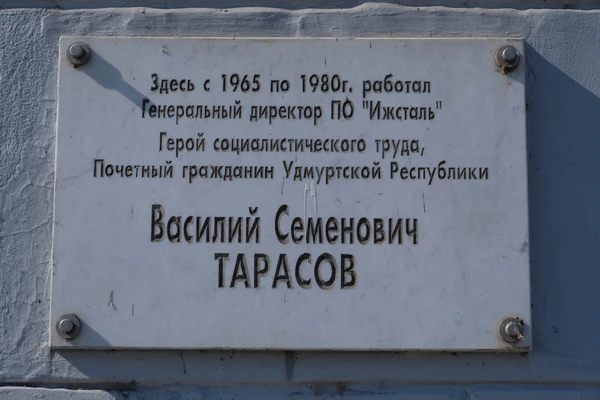 Здесь с 1965 по 1980г. работал
Генеральный директор ПО "Ижсталь"
Герой социалистического труда,
Почетный гражданин Удмуртской Республики
Василий Семенович
ТАРАСОВ